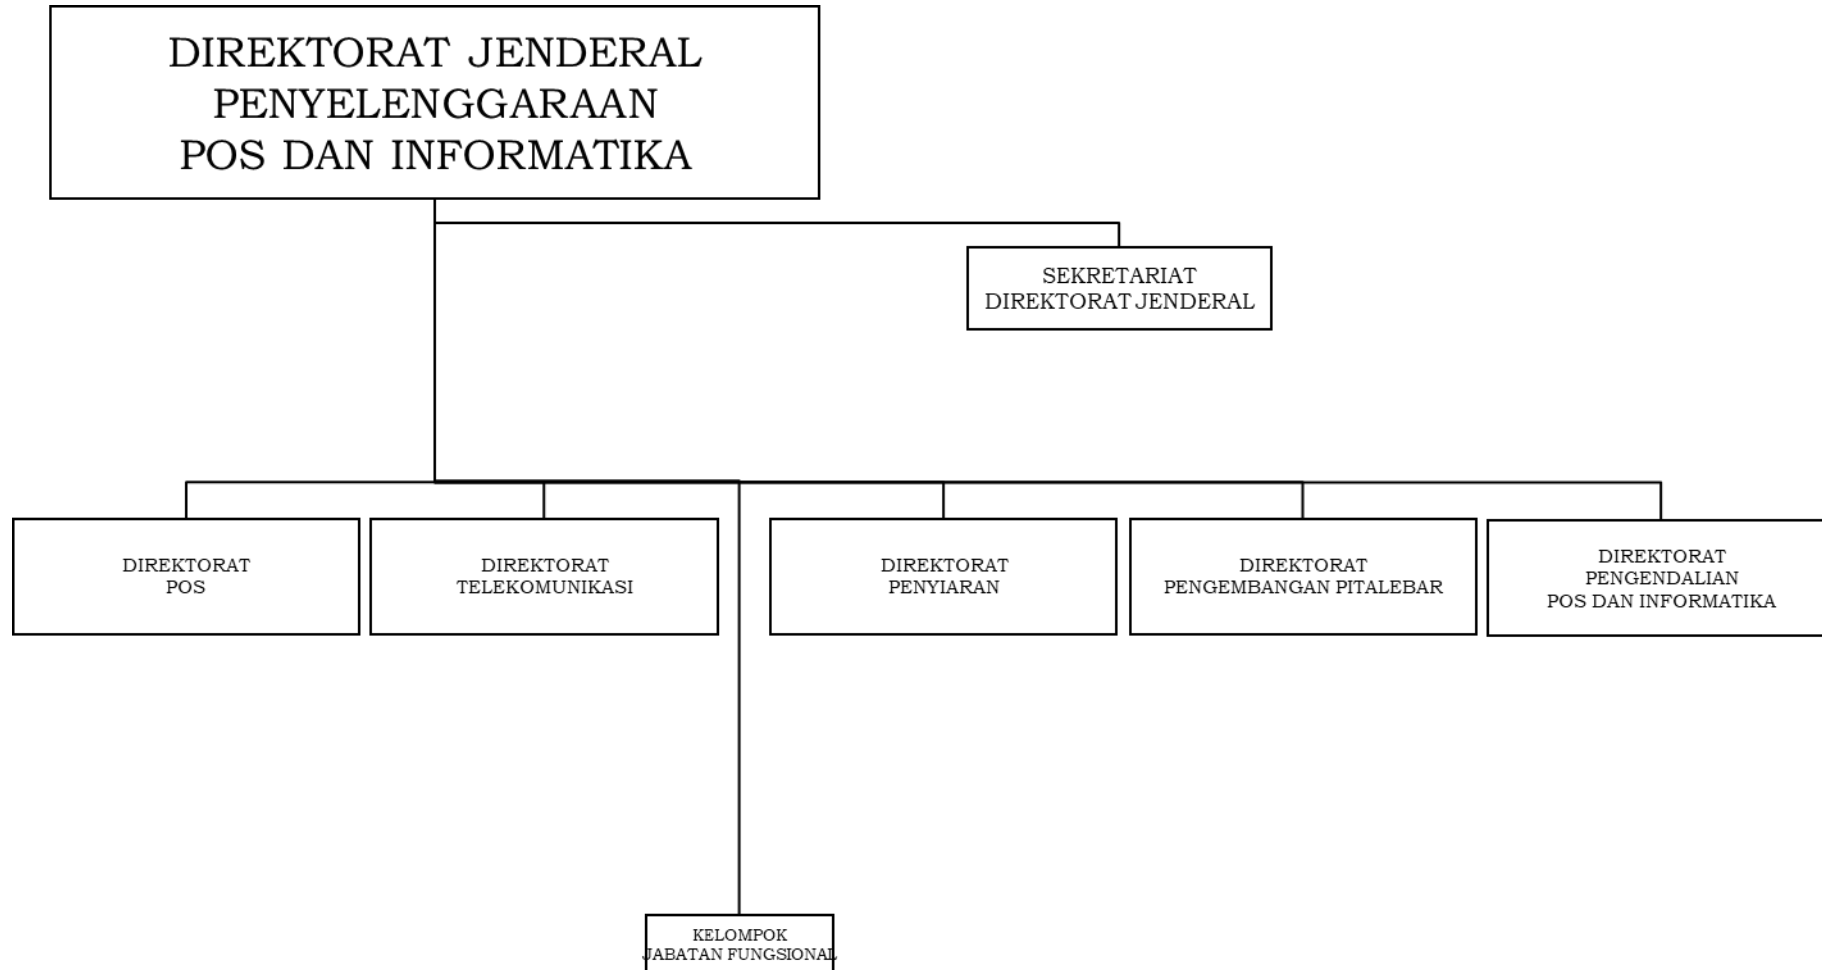 DIREKTORAT JENDERAL
PENYELENGGARAAN
POS DAN INFORMATIKA
SEKRETARIAT
DIREKTORAT JENDERAL
DIREKTORAT
POS
DIREKTORAT
TELEKOMUNIKASI
DIREKTORAT
PENYIARAN
DIREKTORAT
PENGEMBANGAN PITALEBAR
DIREKTORAT
PENGENDALIAN
POS DAN INFORMATIKA
KELOMPOK
JABATAN FUNGSIONAL